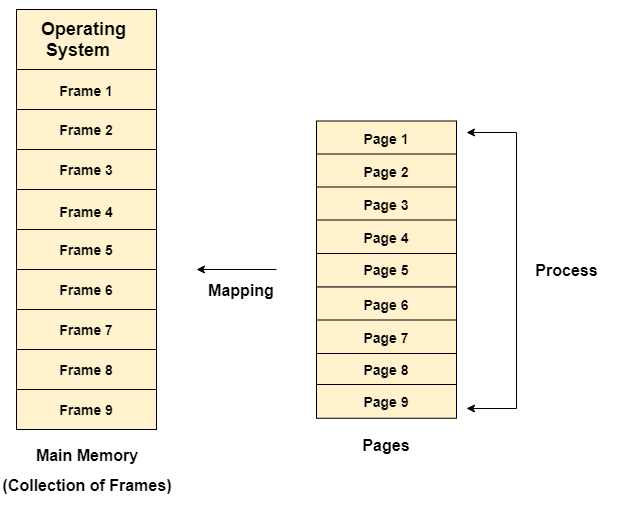 Operating
System
Frame 1
Frame 2
Frame 3
Frame 4
Frame 5
Frame 6
Frame 7
Frame 8
Frame 9
Main Memory
(Collection of Frames)
Mapping
Page 1
Page 2
Page 3
Page 4
Page 5
Page 6
Page 7
Page 8
Page 9
Pages
Process